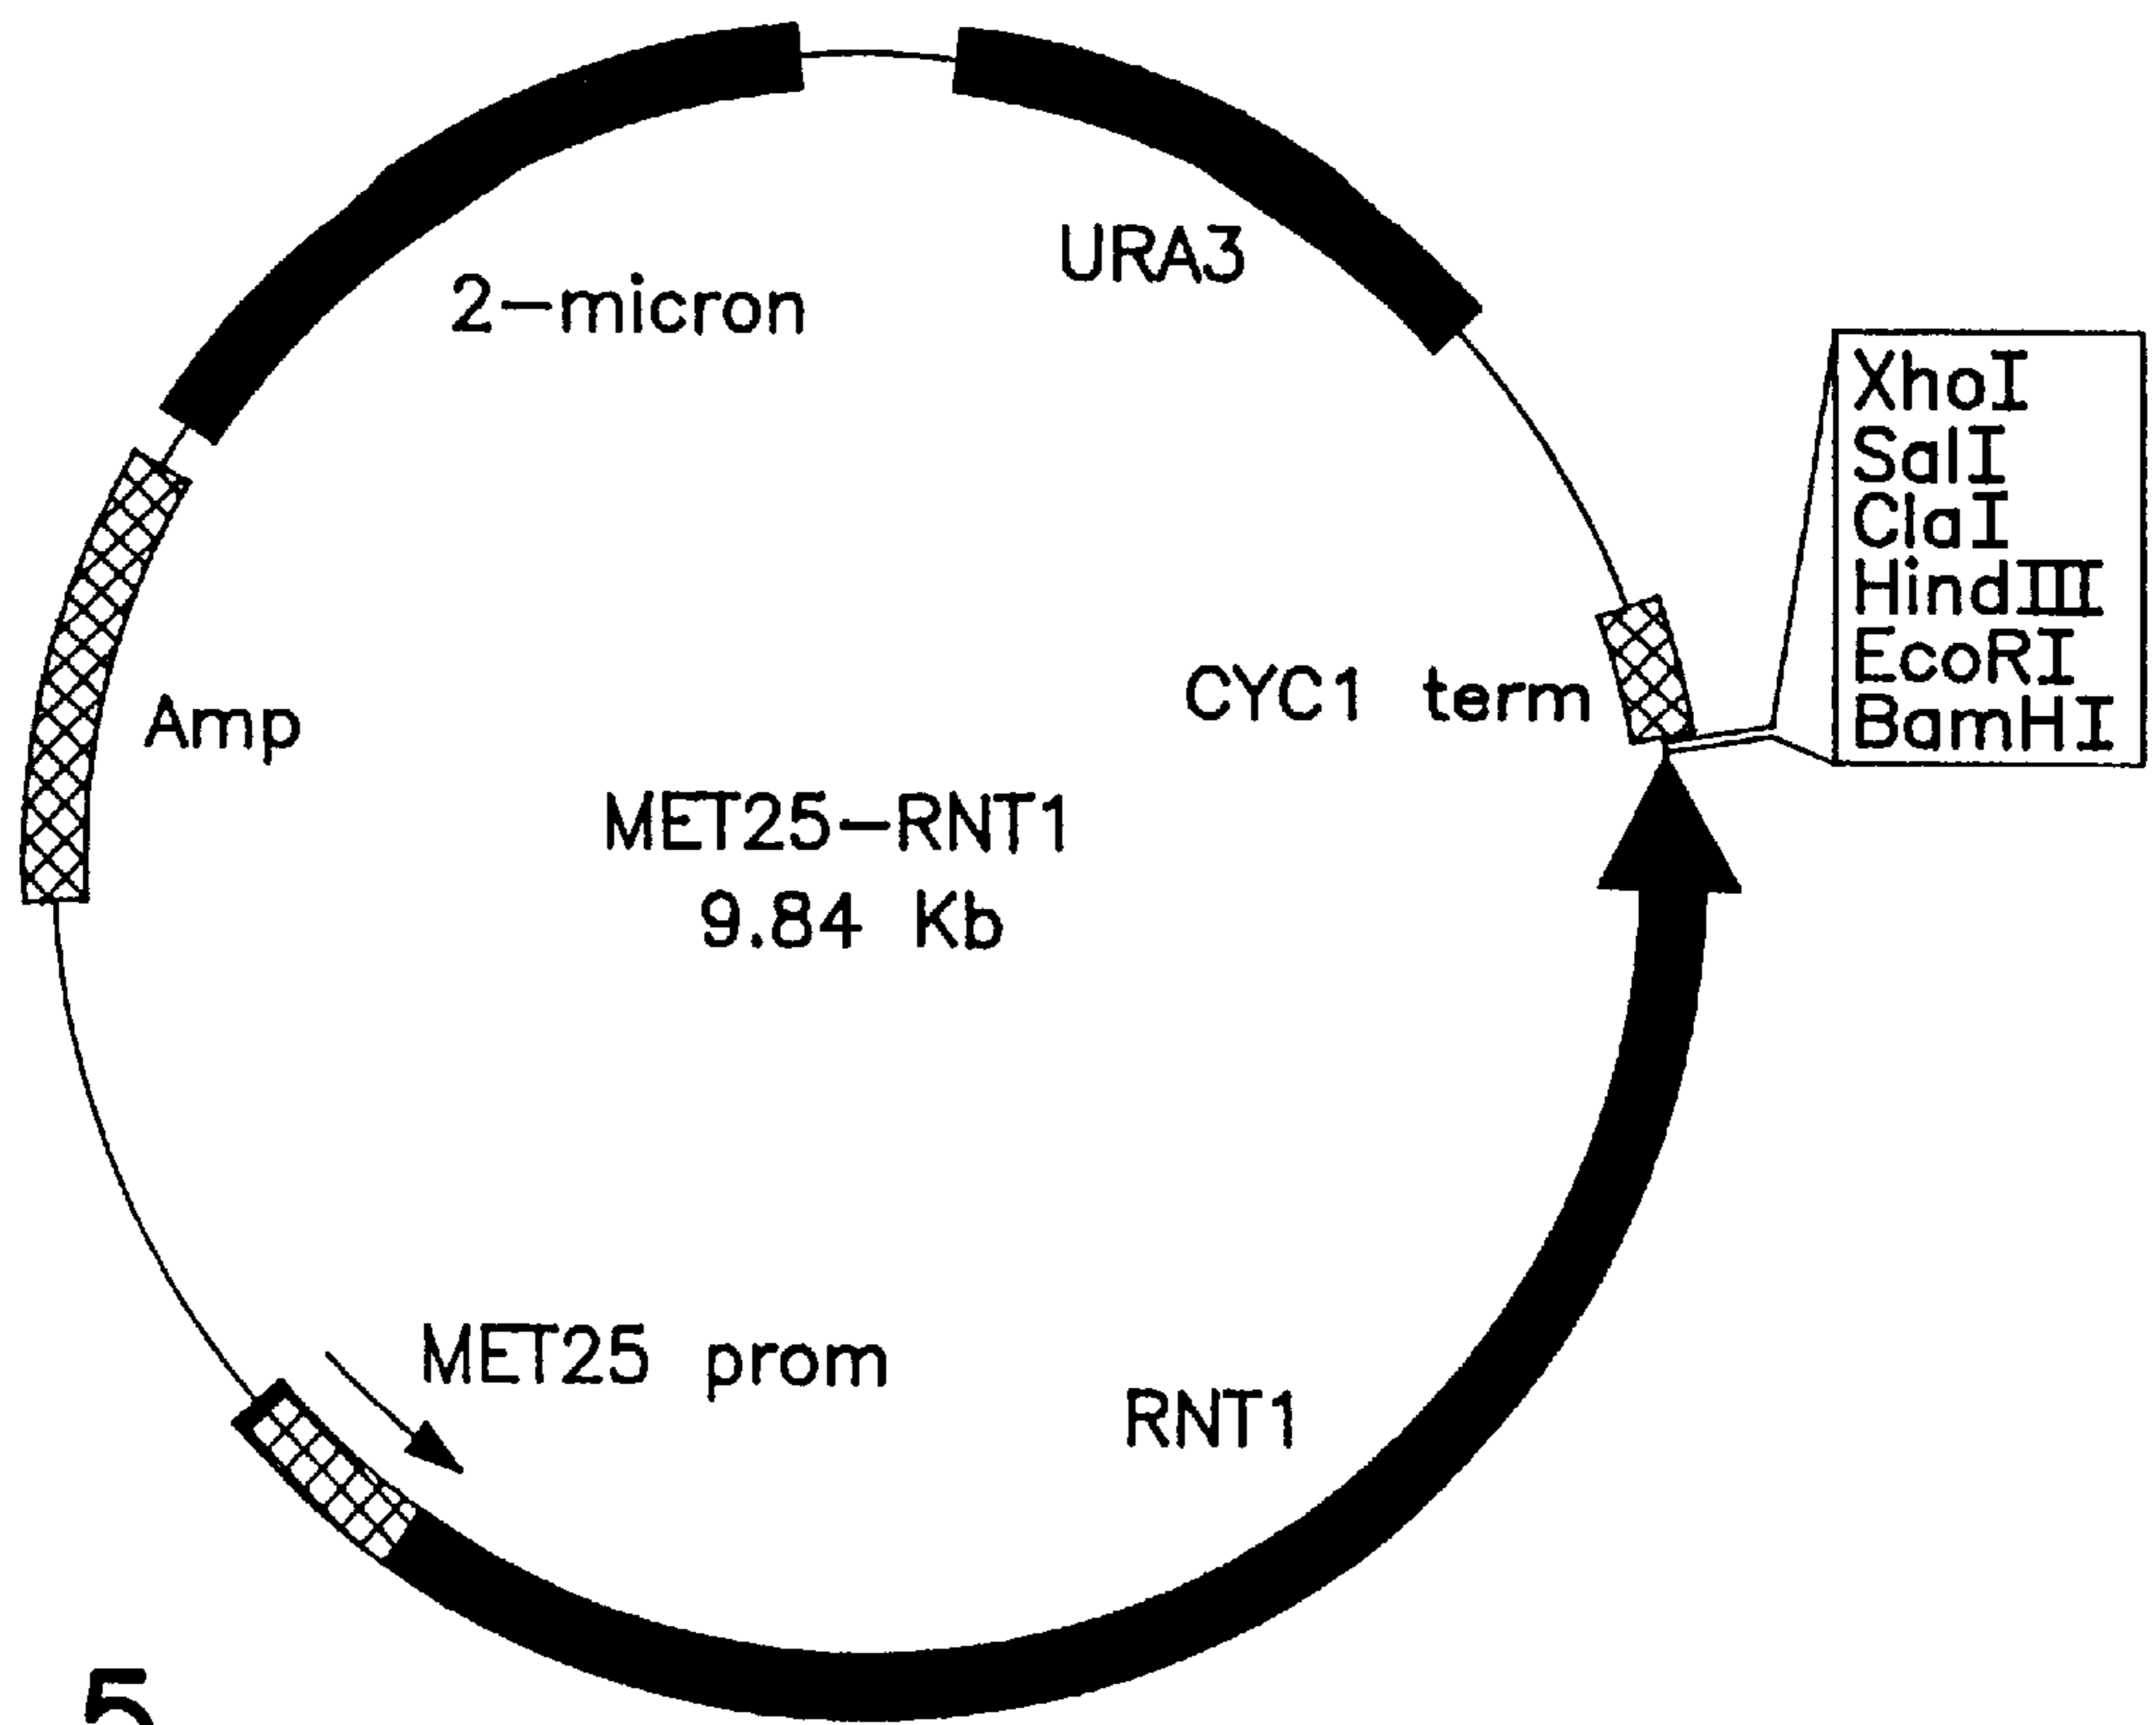 URA3
2-micron
XhoI
SalI
ClaI
HindIII
EcoRI
BamHI
CYC1 term
Amp
MET25-RNT1
9.84 Kb
MET25 prom
RNT1
5